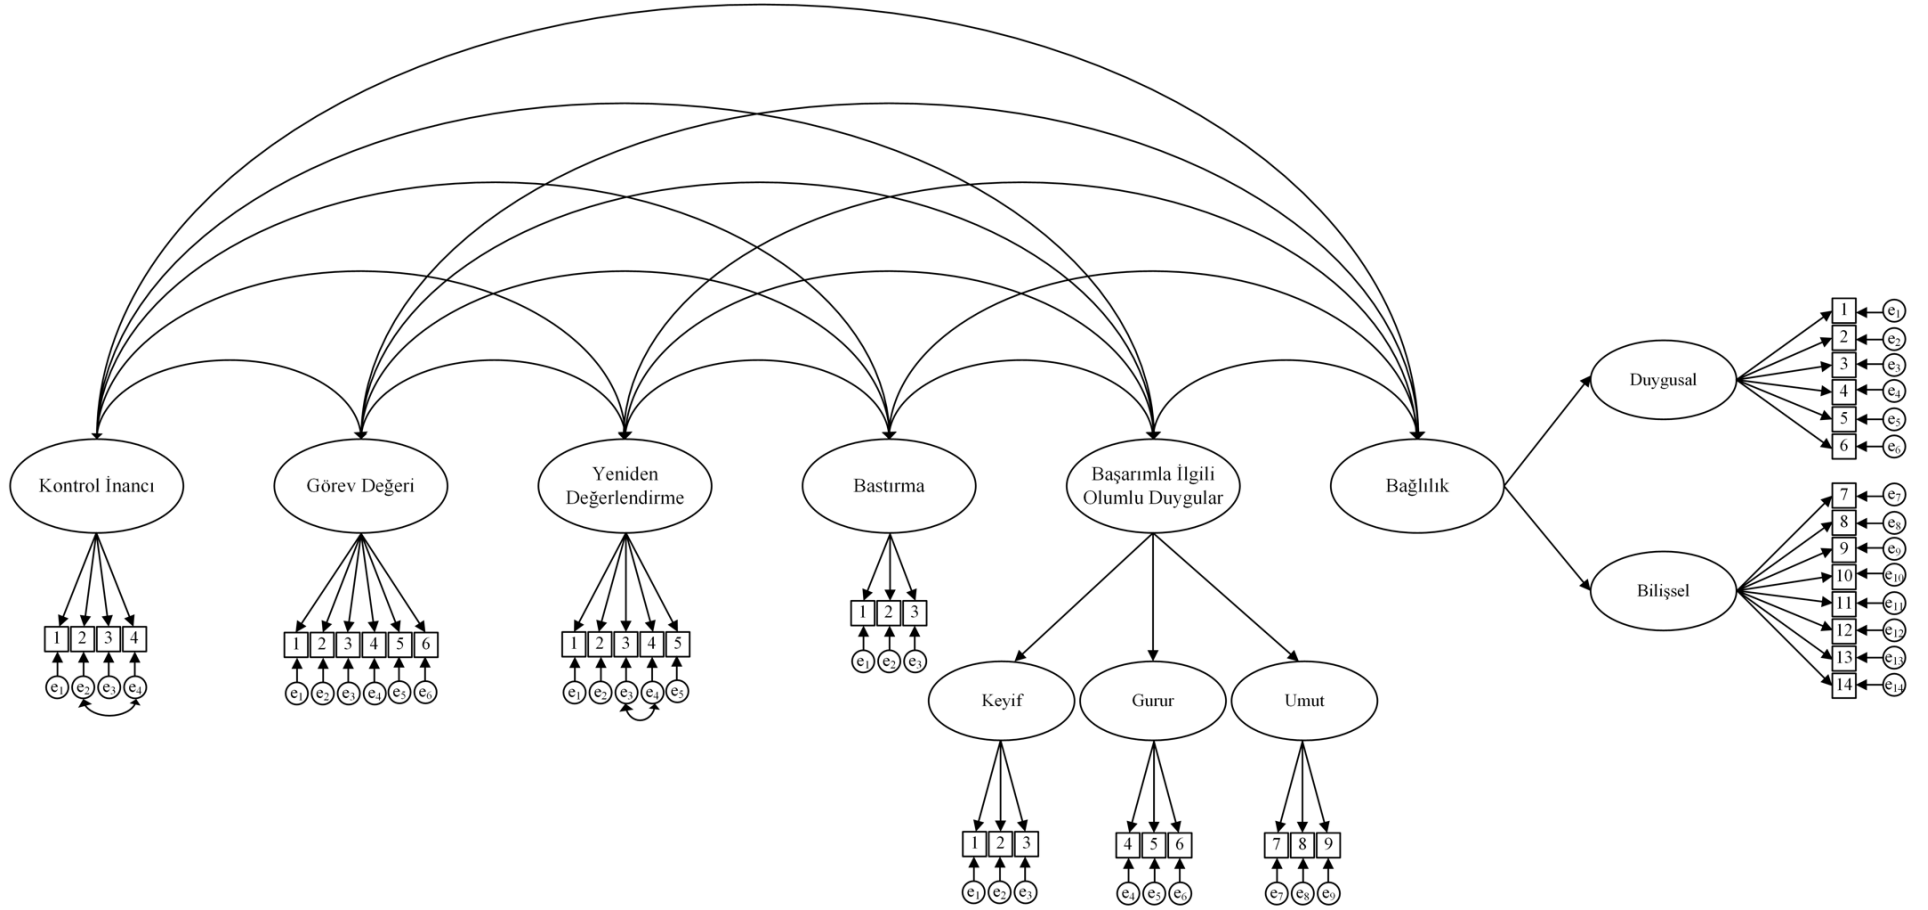 Kontrol İnancı
Görev Değeri
Yeniden
Değerlendirme
Bastırma
Başarımla İlgili
Olumlu Duygular
Bağlılık
Duygusal
1 e1
2 e2
3 e3
4 e4
5 e5
6 e6
Bilişsel
7 e7
8 e8
9 e9
10 e10
11 e11
12 e12
13 e13
14 e14
1 2 3 4
e1 e2 e3 e4
1 2 3 4 5 6
e1 e2 e3 e4 e5 e6
1 2 3 4 5
e1 e2 e3 e4 e5
1 2 3
e1 e2 e3
Keyif
Gurur
Umut
1 2 3
e1 e2 e3
4 5 6
e4 e5 e6
7 8 9
e7 e8 e9